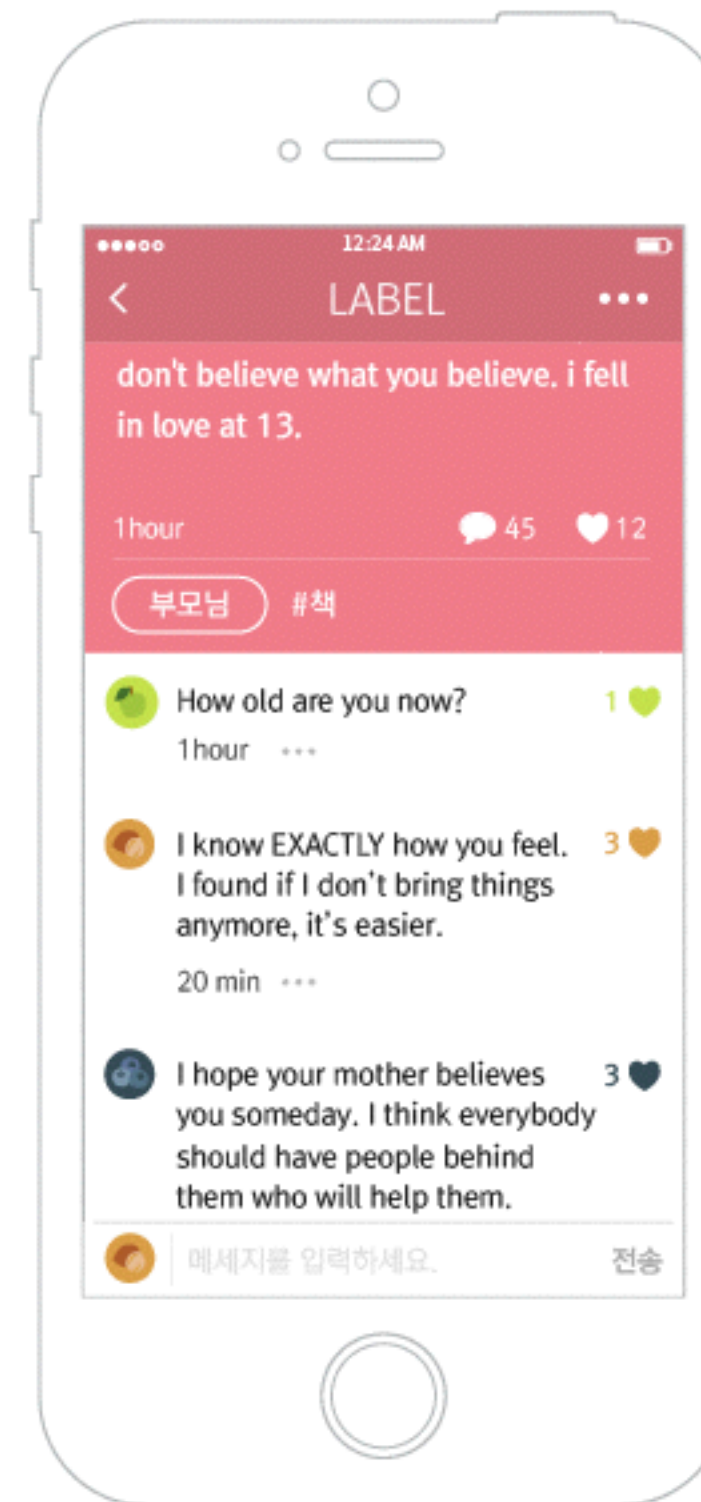 12:24 AM
LABEL
don't believe what you believe. i fell
in love at 13.
1hour 45 12
부모님 #책
How old are you now? 1
1hour
I know EXACTLY how you feel. 3
I found if I don't bring things
anymore, it's easier.
20 min
I hope your mother believes 3
you someday. I think everybody
should have people behind
them who will help them.
메세지를 입력하세요. 전송